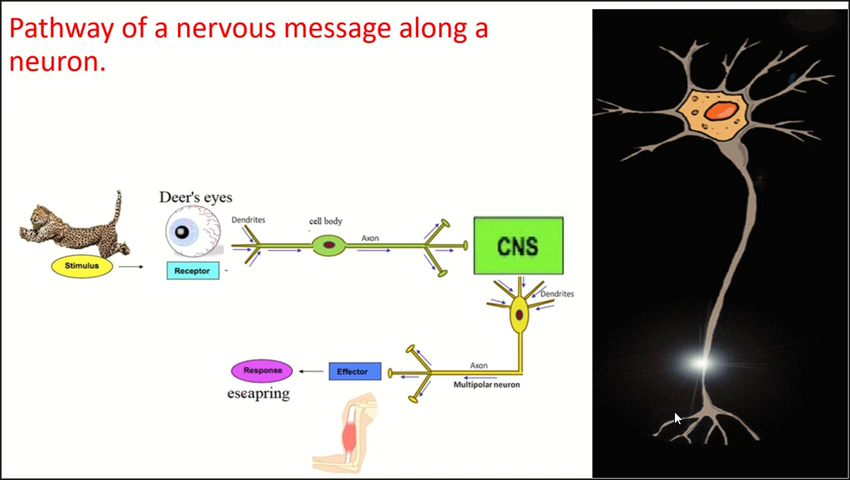 Pathway of a nervous message along a
neuron.
Deer's eyes
Dendrites
cell body
Axon
CNS
Stimulus
Receptor
Dendrites
Axon
Multipolar neuron
Response
Effector
escapring